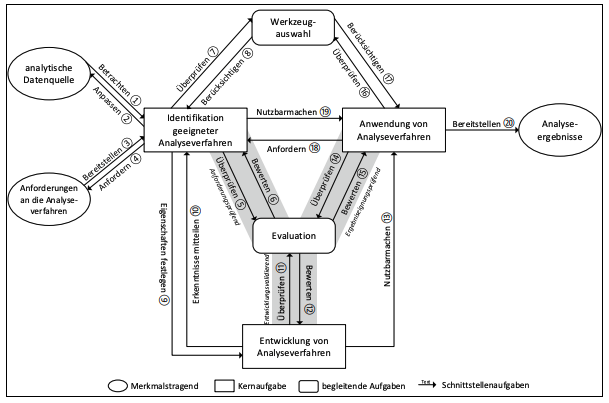 Werkzeug-
auswahl
analytische
Datenquelle
Überprüfen 7
Berücksichtigen 8
Berücksichtigen 17
Überprüfen 16
Betrachten 1
Anpassen 2
Identifikation
geeigneter
Analyseverfahren
Nutzbarmachen 19
Anfordern 18
Anwendung von
Analyseverfahren
Bereitstellen 20
Analyse-
ergebnisse
Bereitstellen 3
Anfordern 4
Anforderungen
an die Analyse-
verfahren
Überprüfen 5
Anforderungsprüfend
Bewerten 6
Überprüfen 14
Bewerten 15
Ergebniseignungsprüfend
Evaluation
Eigenschaften festlegen 9
Erkenntnisse mitteilen 10
Entwicklungsvalidierend
Überprüfen 11
Bewerten 12
Nutzbarmachen 13
Entwicklung von
Analyseverfahren
Merkmalstragend
Kernaufgabe
begleitende Aufgaben
Text
Schnittstellenaufgaben